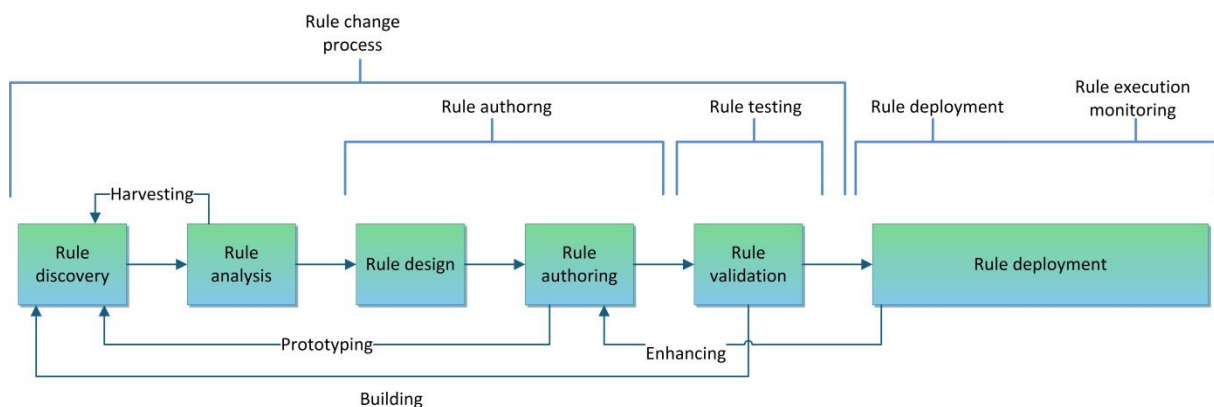 Rule change
process
Rule authorng
Rule testing
Rule deployment
Rule execution
monitoring
Harvesting
Rule
discovery
Rule
analysis
Rule design
Rule
authoring
Rule
validation
Rule deployment
Prototyping
Enhancing
Building